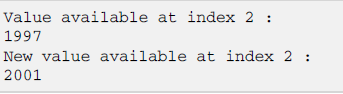 Value available at index 2 :
1997
New value available at index 2 :
2001